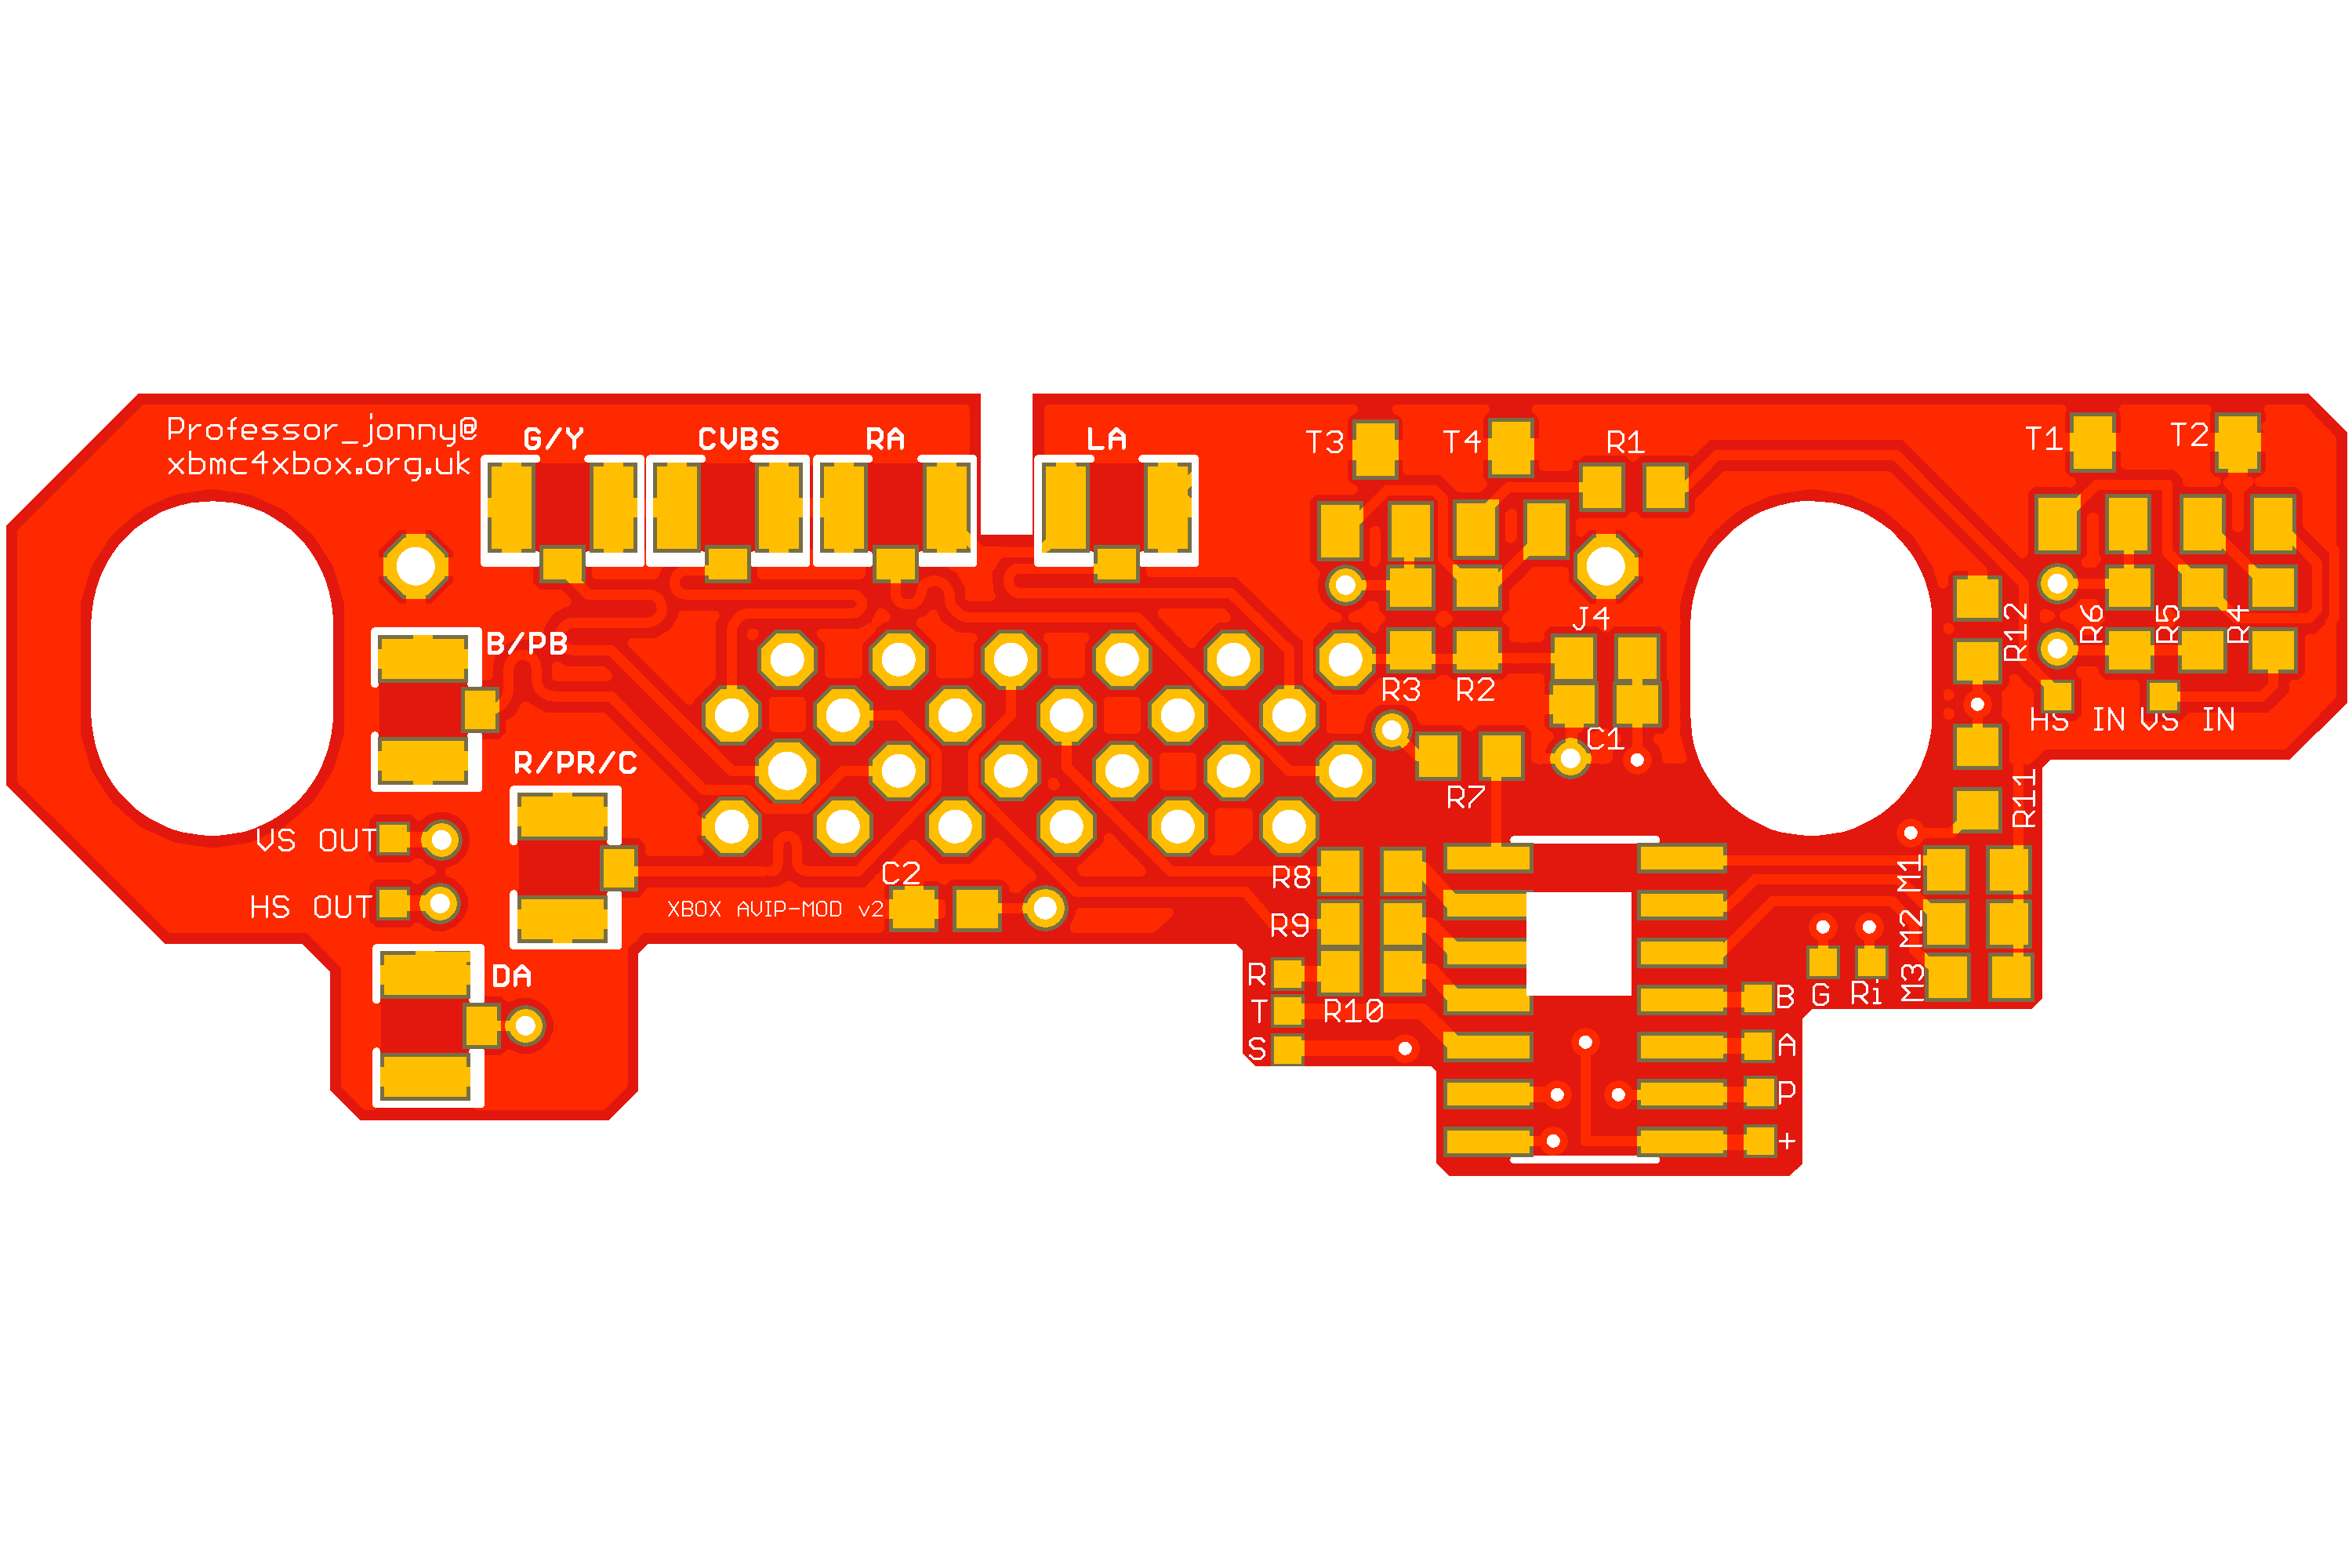 Professor_jonny@
xbmc4xbox.org.uk
G/Y
CVBS
RA
LA
T3
T4
R1
T1
T2
B/PB
J4
R12
R6
R5
R4
R3
R2
HS IN
VS IN
C1
R/PR/C
R7
R11
VS OUT
HS OUT
C2
XBOX AVIP-MOD v2
R8
R9
R10
M1
M2
M3
DA
R
T
S
B
G
Ri
A
P
+